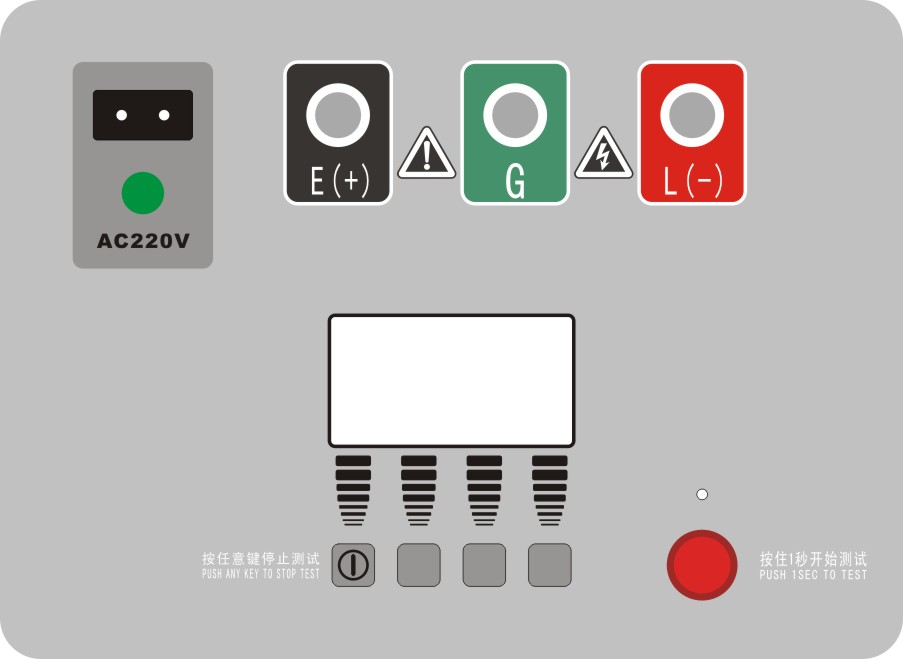 E(+)
G
L(-)
AC220V
按任意键停止测试
PUSH ANY KEY TO STOP TEST
按住1秒开始测试
PUSH 1SEC TO TEST